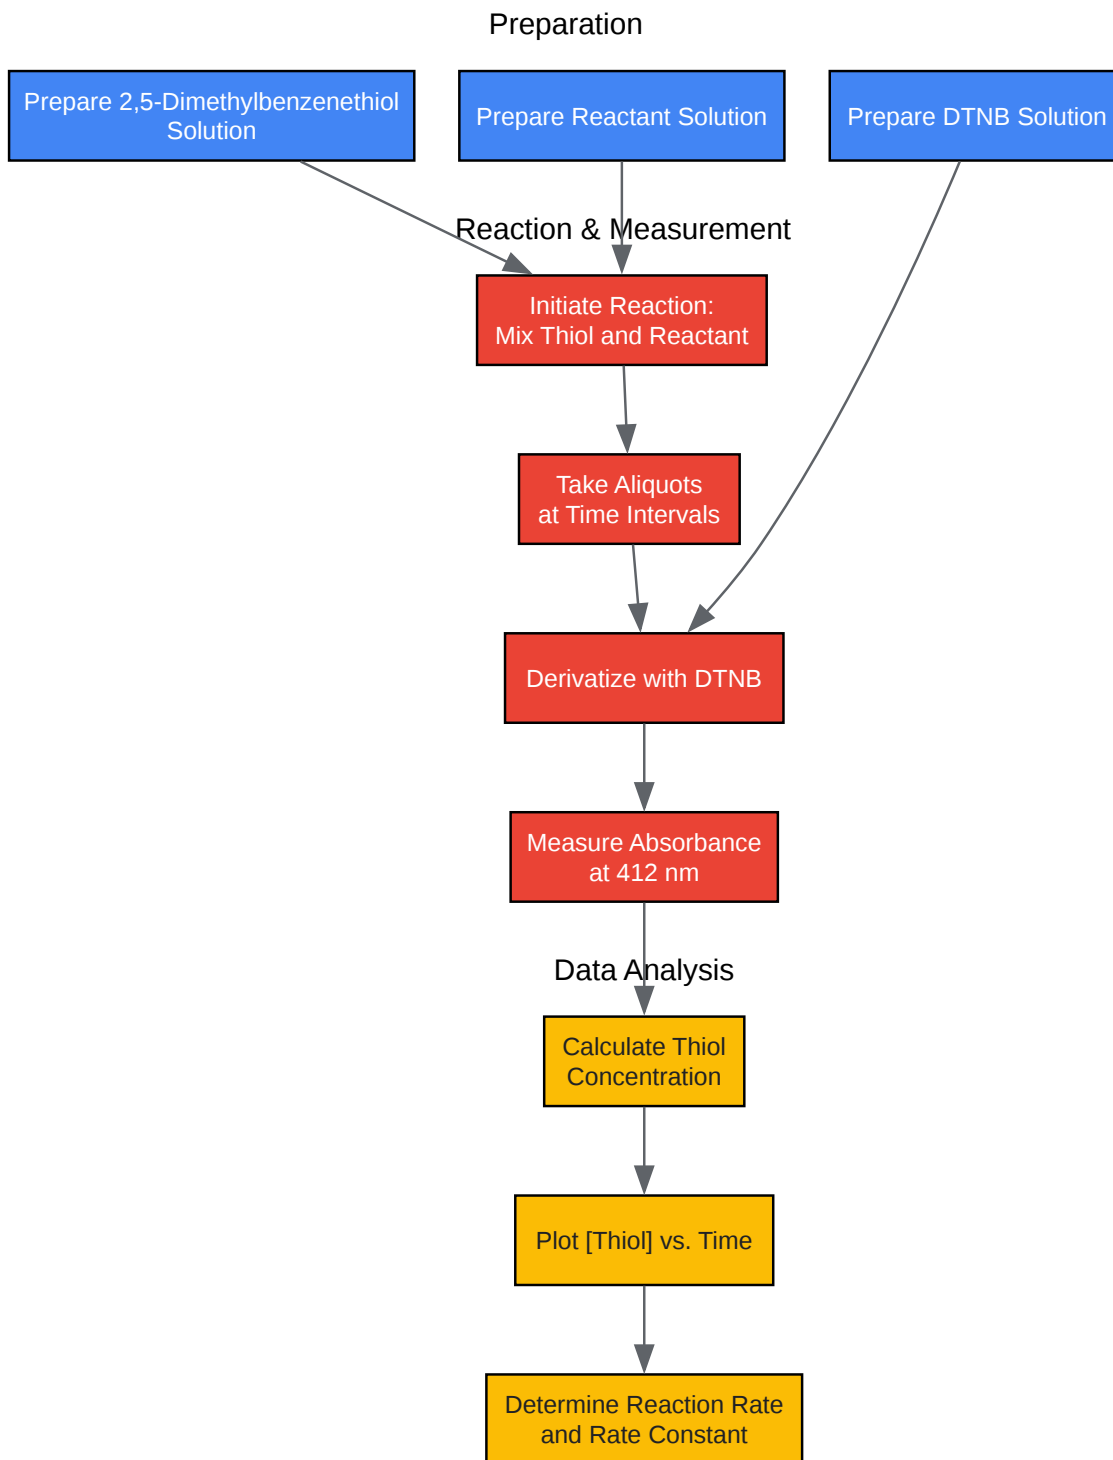 Preparation
Prepare 2,5-Dimethylbenzenethiol
Solution
Prepare Reactant Solution
Prepare DTNB Solution
Reaction & Measurement
Initiate Reaction:
Mix Thiol and Reactant
Take Aliquots
at Time Intervals
Derivatize with DTNB
Measure Absorbance
at 412 nm
Data Analysis
Calculate Thiol
Concentration
Plot [Thiol] vs. Time
Determine Reaction Rate
and Rate Constant